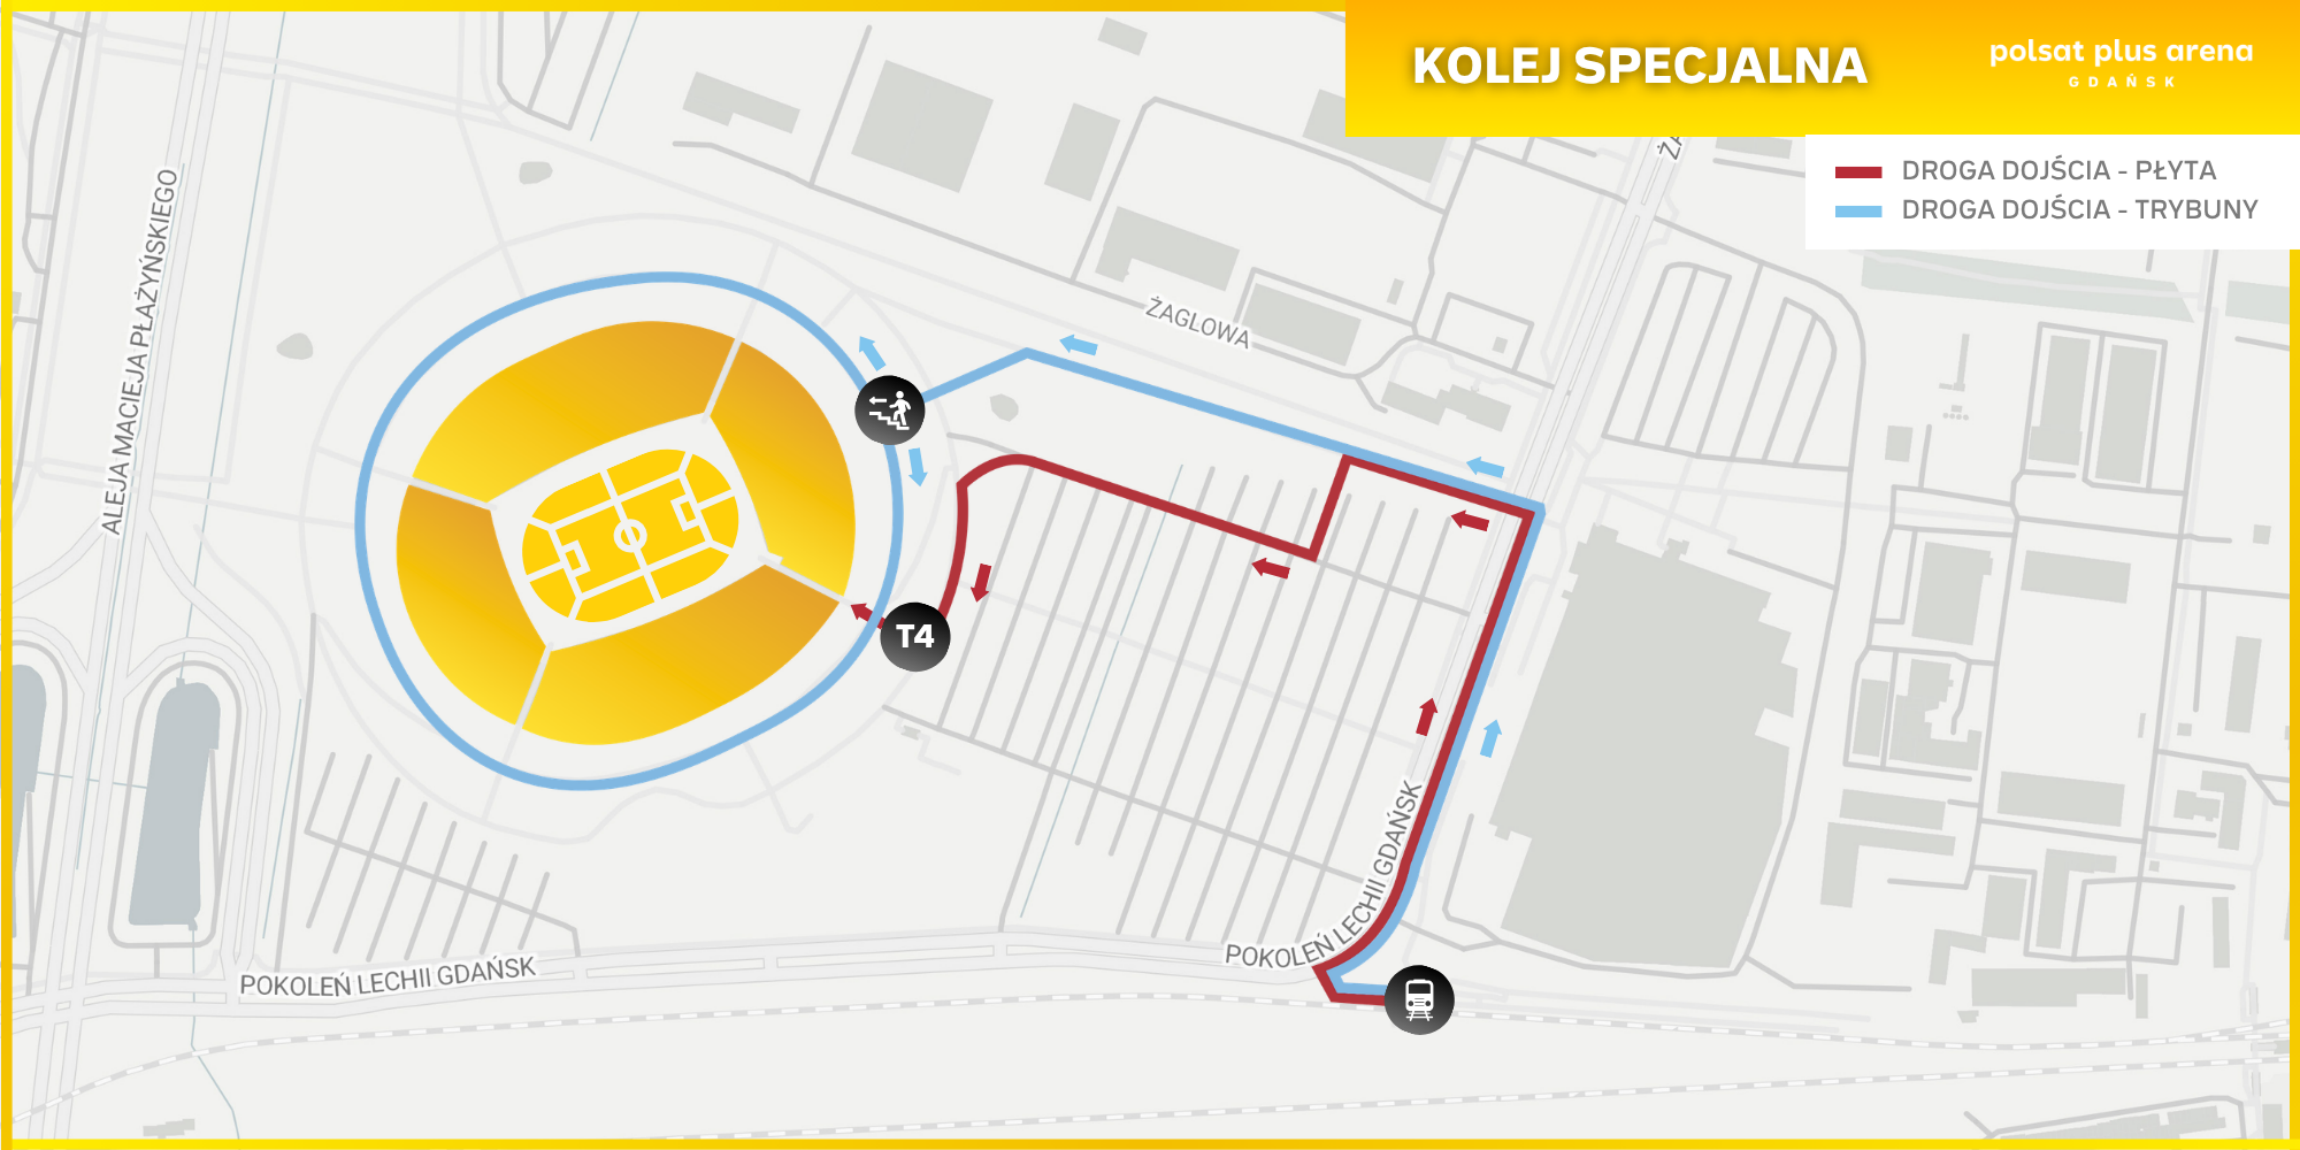 KOLEJ SPECJALNA
polsat plus arena
GDAŃSK
DROGA DOJŚCIA - PŁYTA
DROGA DOJŚCIA - TRYBUNY
ALEJA MACIEJA PŁAŻYŃSKIEGO
ŻAGLOWA
T4
POKOLEŃ LECHII GDAŃSK
POKOLEŃ LECHII GDAŃSK